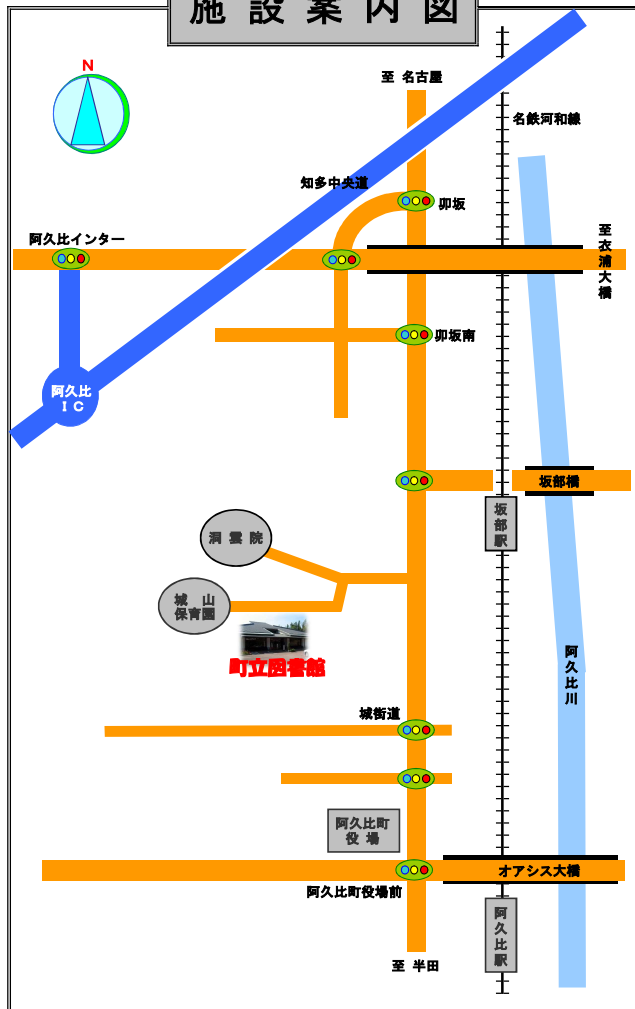 施設案内図
N
至 名古屋
名鉄河和線
知多中央道
卯坂
阿久比インター
至衣浦大橋
卯坂南
阿久比
ＩＣ
坂部橋
坂部駅
洞雲院
城山
保育園
町立図書館
阿久比川
城街道
阿久比町
役場
オアシス大橋
阿久比町役場前
阿久比駅
至 半田